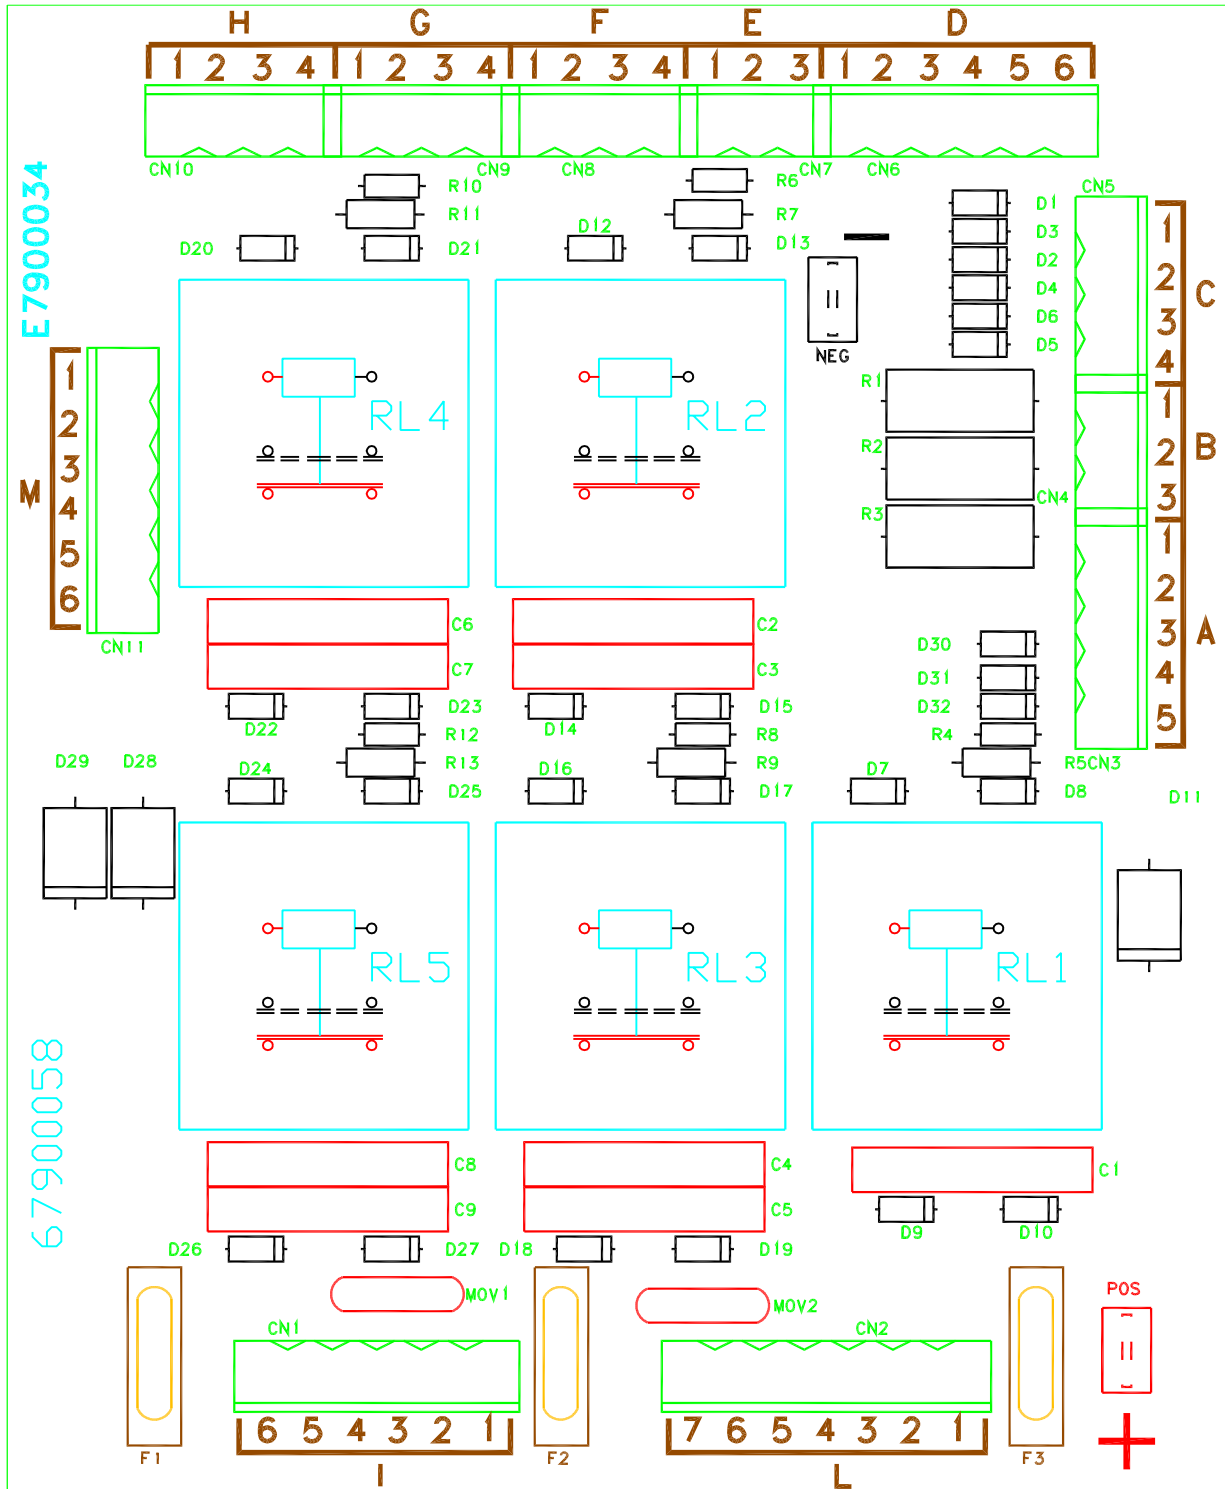 H G F E D
1 2 3 4 1 2 3 4 1 2 3 4 1 2 3 1 2 3 4 5 6
CN10 CN9 CN8 CN7 CN6
CN5
E7900034
R10 R6
R11 R7 D1
D12 D3
D20 D21 D13 D2
D4
D6
D5
NEG
1 2 3 4
C
RL4 RL2
R1
R2
R3
CN4
1 2 3
B
M
1 2 3 4 5 6
CN11
1 2 3 4 5
A
C6 C2
C7 C3
D30
D31
D32
D22 D23 D14 D15
R12 R8 R4
R13 R9 R5 CN3
D29 D28 D24 D25 D16 D17 D7 D8 D11
RL5 RL3 RL1
67900058
C8 C4 C1
C9 C5
D9 D10
D26 D27 D18 D19
MOV1 MOV2
POS
CN1 CN2
+
6 5 4 3 2 1 7 6 5 4 3 2 1
F1 F2 F3
I L